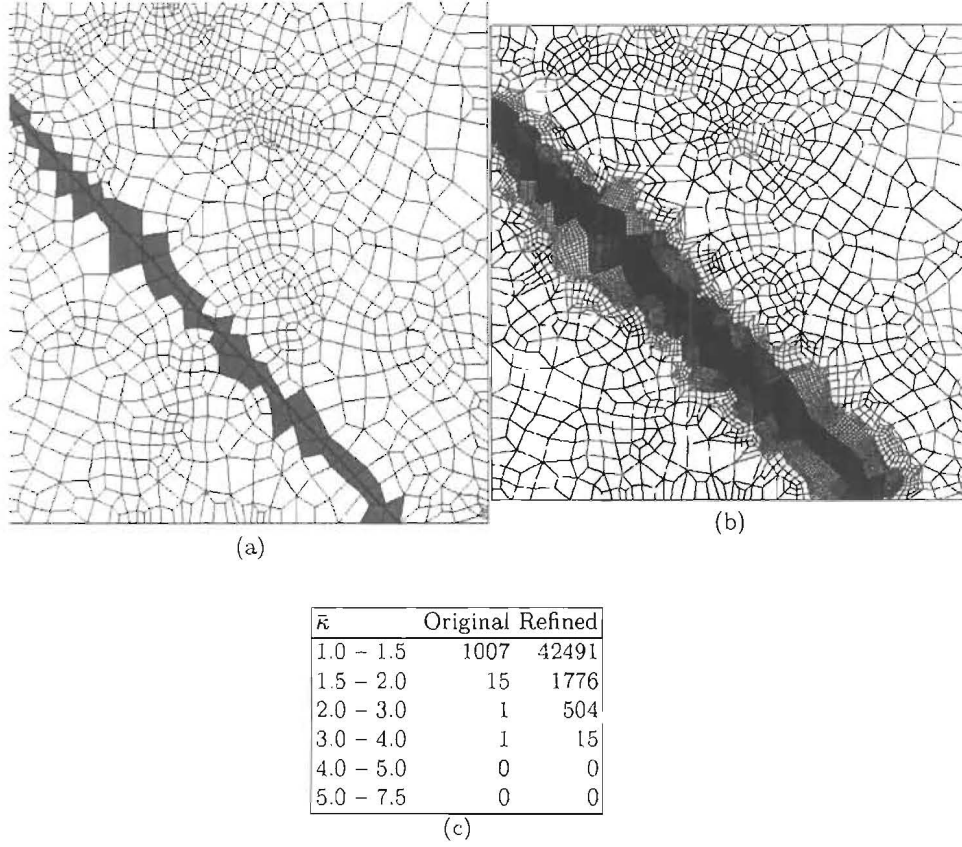 (a)
(b)
κ̄ Original Refined
1.0 – 1.5 1007 42491
1.5 – 2.0 15 1776
2.0 – 3.0 1 504
3.0 – 4.0 1 15
4.0 – 5.0 0 0
5.0 – 7.5 0 0
(c)